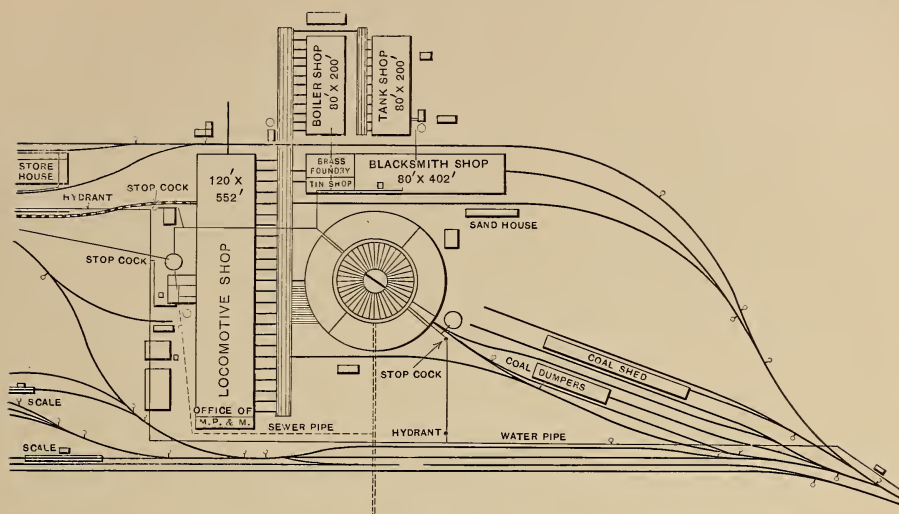 BOILER SHOP
80' X 200'
TANK SHOP
80' X 200'
STORE
HOUSE
HYDRANT
STOP COCK
120' X
552'
LOCOMOTIVE SHOP
BRASS
FOUNDRY
TIN SHOP
BLACKSMITH SHOP
80' X 402'
SAND HOUSE
STOP COCK
STOP COCK
COAL SHED
COAL DUMPERS
SCALE
OFFICE OF
M.P. & M.
SEWER PIPE
HYDRANT
WATER PIPE
SCALE